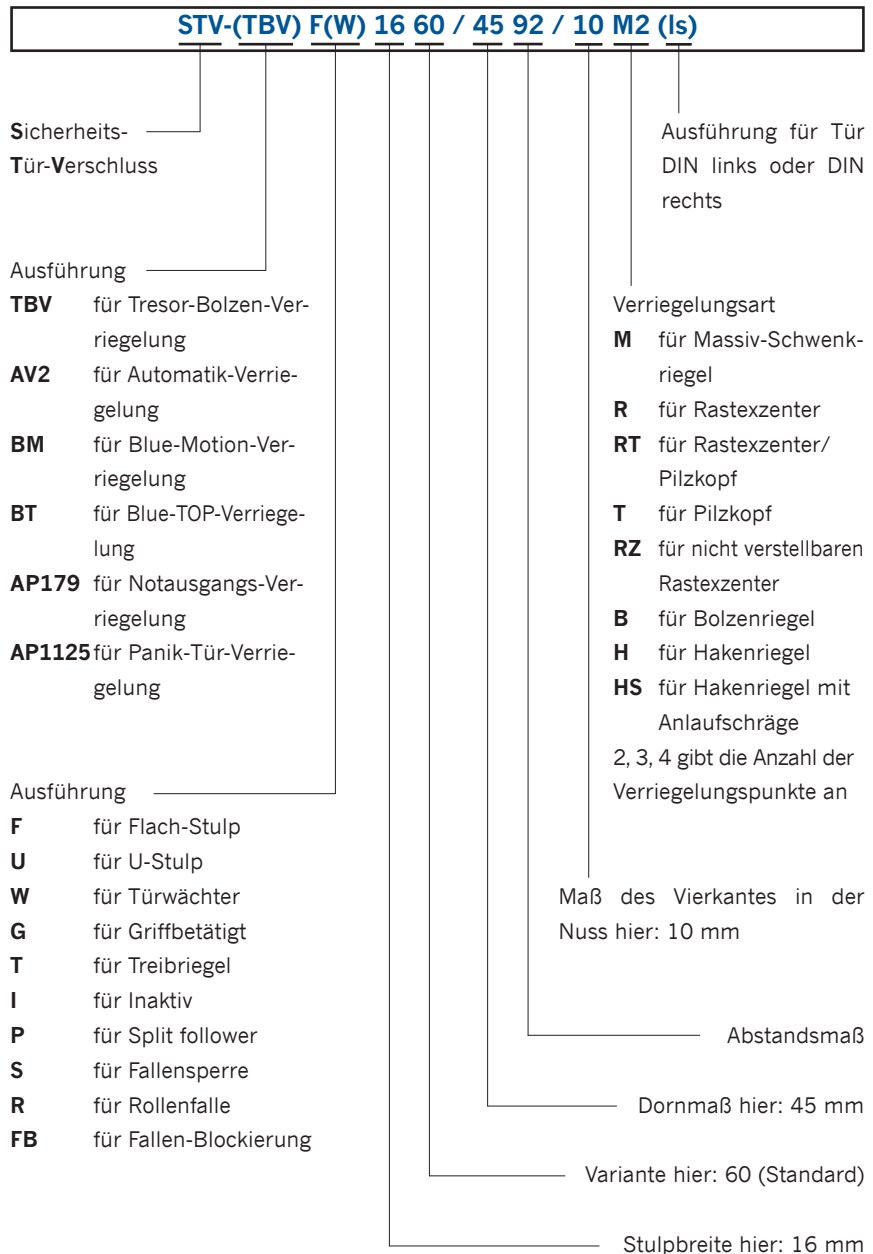 STV-(TBV) F(W) 16 60 / 45 92 / 10 M2 (ls)
Sicherheits-
Tür-Verschluss
Ausführung
TBV für Tresor-Bolzen-Ver-
riegelung
AV2 für Automatik-Verrie-
gelung
BM für Blue-Motion-Ver-
riegelung
BT für Blue-TOP-Verriege-
lung
AP179 für Notausgangs-Ver-
riegelung
AP1125 für Panik-Tür-Verrie-
gelung
Ausführung
F für Flach-Stulp
U für U-Stulp
W für Türwächter
G für Griffbetätigt
T für Treibriegel
I für Inaktiv
P für Split follower
S für Fallensperre
R für Rollenfalle
FB für Fallen-Blockierung
Ausführung für Tür
DIN links oder DIN
rechts
Verriegelungsart
M für Massiv-Schwenk-
riegel
R für Rastexzenter
RT für Rastexzenter/
Pilzkopf
T für Pilzkopf
RZ für nicht verstellbaren
Rastexzenter
B für Bolzenriegel
H für Hakenriegel
HS für Hakenriegel mit
Anlaufschräge
2, 3, 4 gibt die Anzahl der
Verriegelungspunkte an
Maß des Vierkantes in der
Nuss hier: 10 mm
Abstandsmaß
Dornmaß hier: 45 mm
Variante hier: 60 (Standard)
Stulpbreite hier: 16 mm